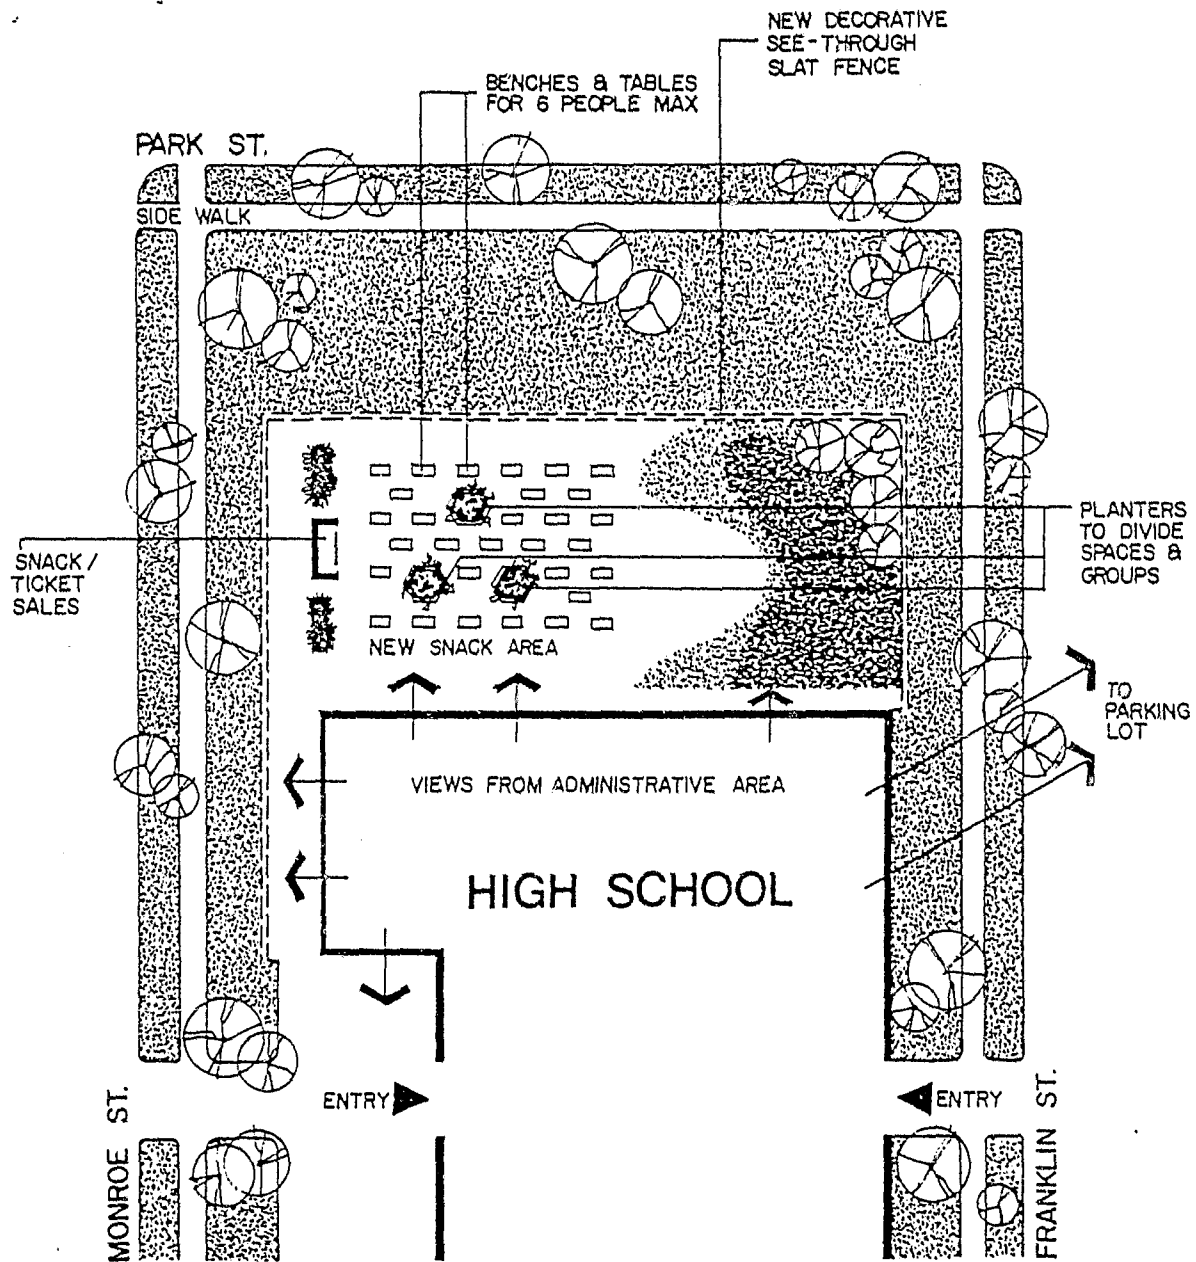 NEW DECORATIVE
SEE-THROUGH
SLAT FENCE
BENCHES & TABLES
FOR 6 PEOPLE MAX
PARK ST.
SIDE WALK
SNACK /
TICKET
SALES
PLANTERS
TO DIVIDE
SPACES &
GROUPS
NEW SNACK AREA
TO
PARKING
LOT
VIEWS FROM ADMINISTRATIVE AREA
HIGH SCHOOL
ENTRY
ENTRY
MONROE ST.
FRANKLIN ST.